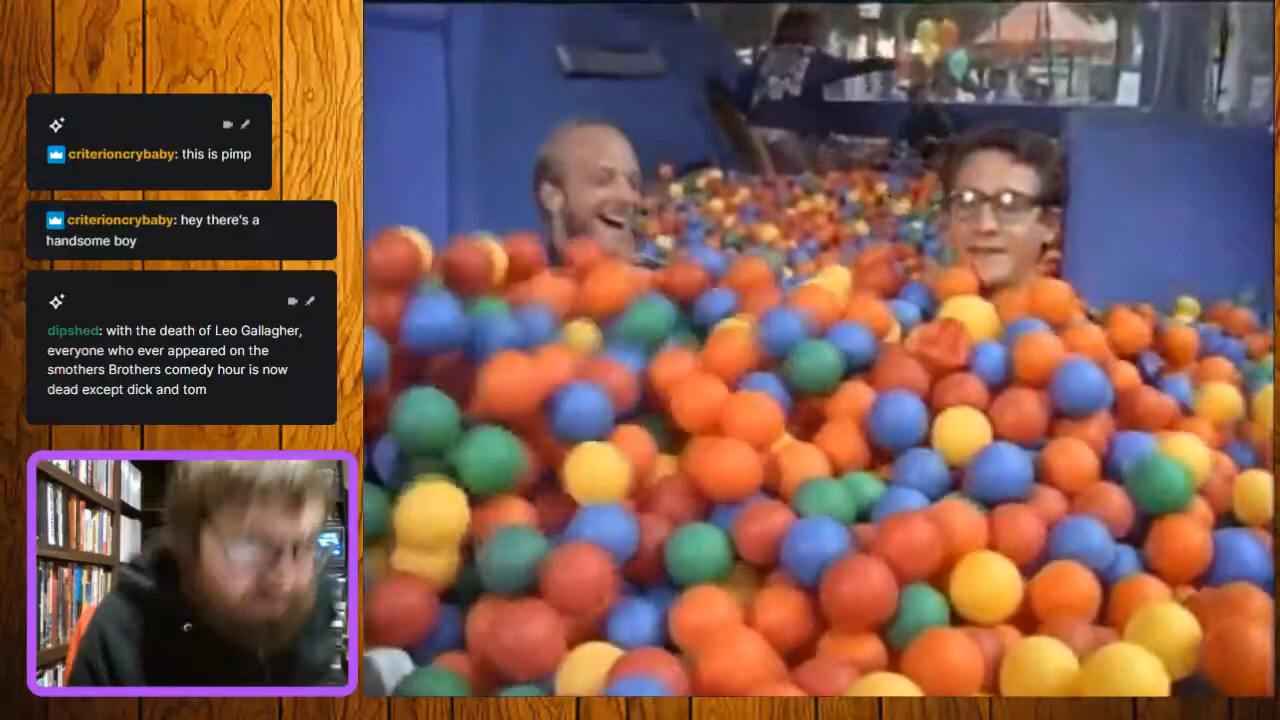 criterioncrybaby: this is pimp
criterioncrybaby: hey there's a
handsome boy
dipshed: with the death of Leo Gallagher,
everyone who ever appeared on the
smothers Brothers comedy hour is now
dead except dick and tom